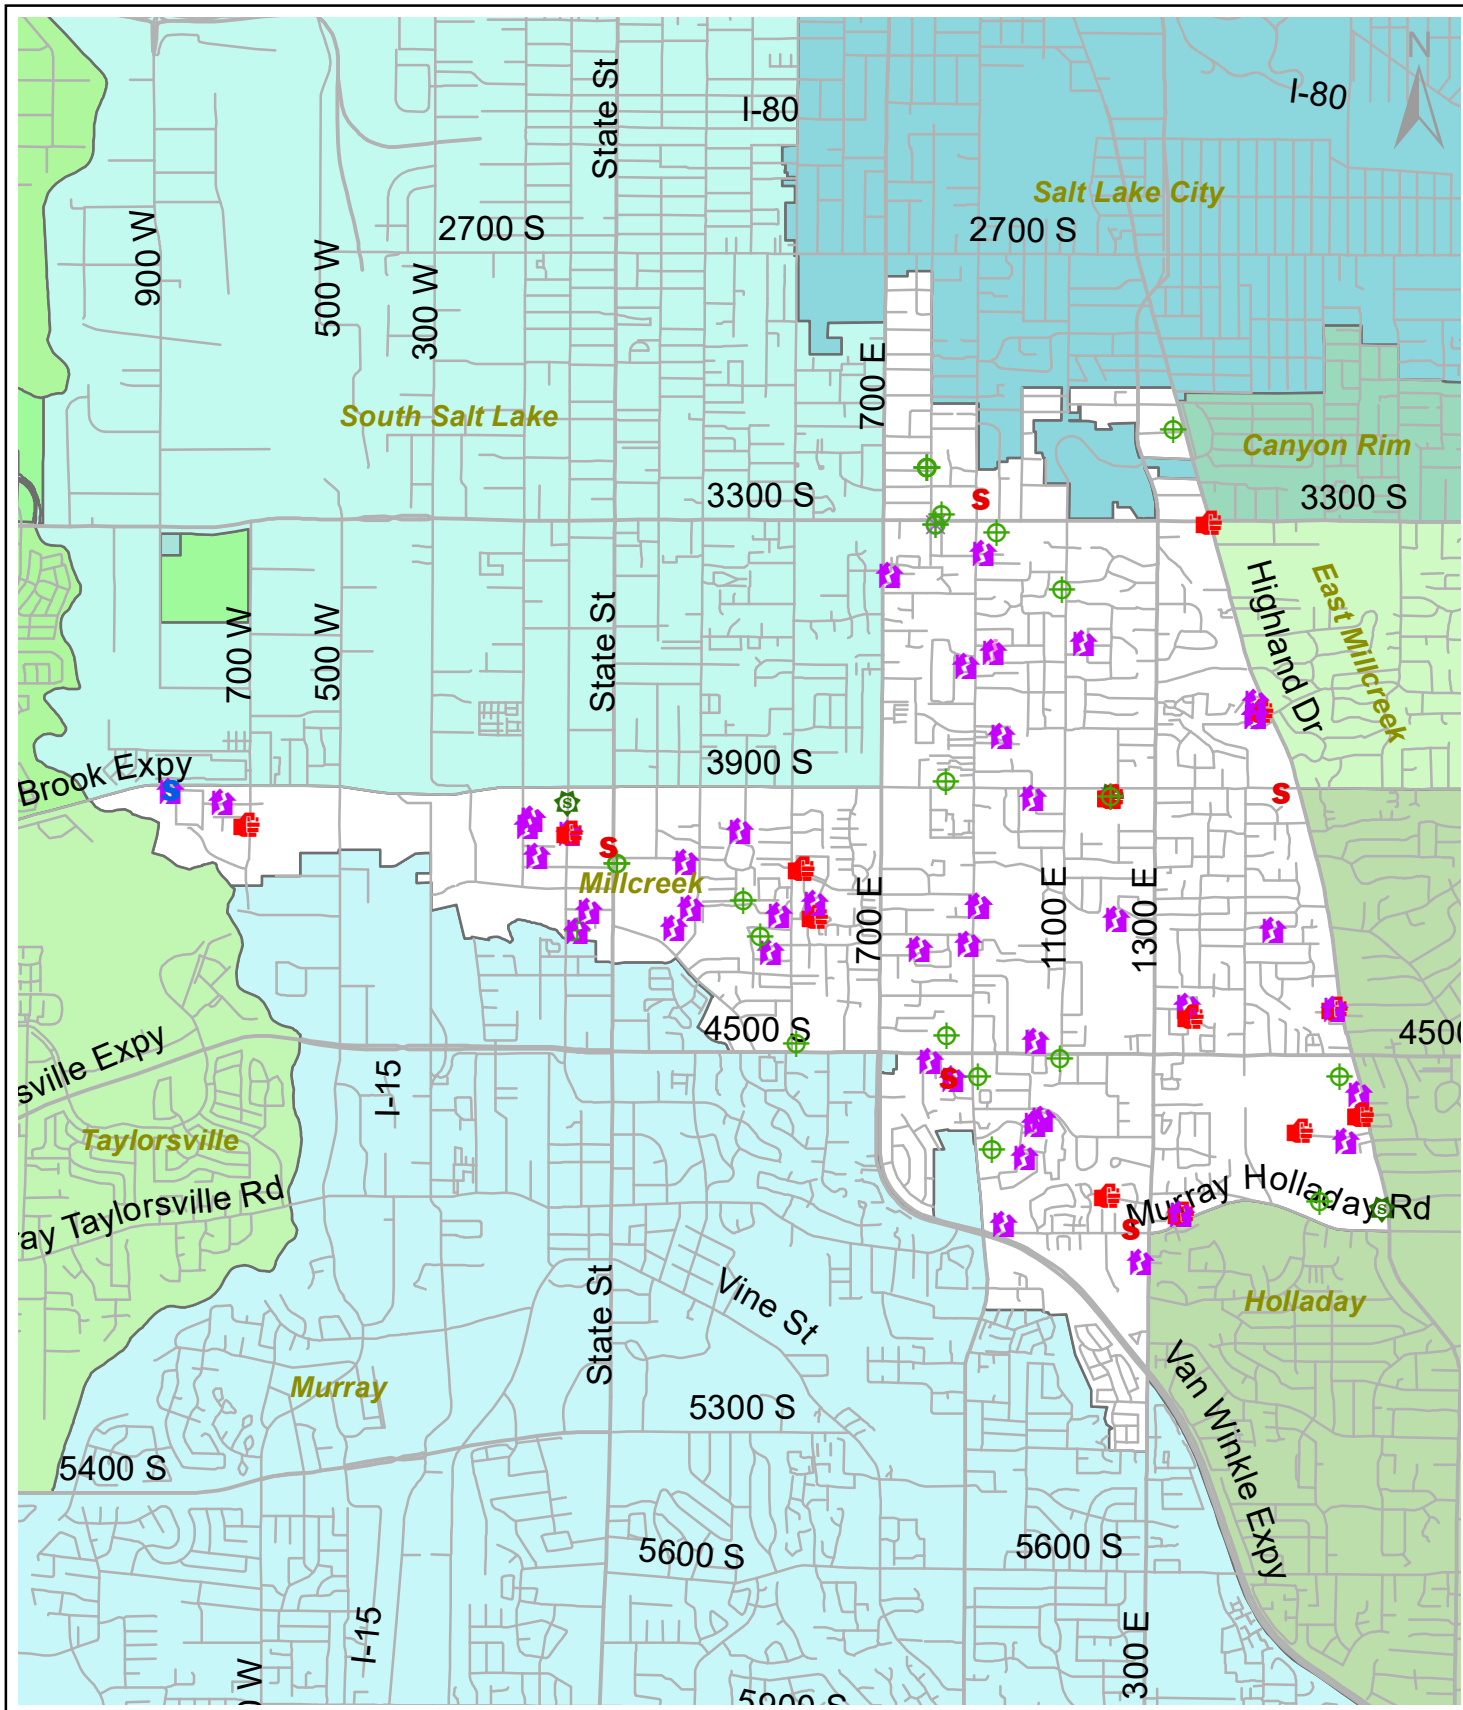 N
I-80
I-80
State St
Salt Lake City
2700 S
2700 S
900 W
500 W
300 W
700 E
South Salt Lake
Canyon Rim
3300 S
3300 S
S
East Millcreek
Highland Dr
700 W
500 W
State St
3900 S
Brook Expy
S
S
S
S
Millcreek
700 E
1100 E
1300 E
4500 S
4500
sville Expy
I-15
S
Taylorsville
ay Taylorsville Rd
Murray Holladay Rd
S
S
Vine St
State St
Holladay
Murray
Van Winkle Expy
5300 S
5400 S
5600 S
5600 S
I-15
300 E
0 W
5900 S